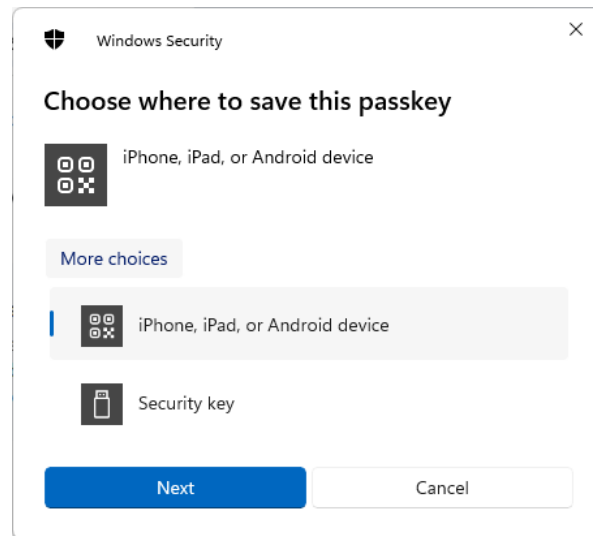 Windows Security
Choose where to save this passkey
iPhone, iPad, or Android device
More choices
iPhone, iPad, or Android device
Security key
Next
Cancel